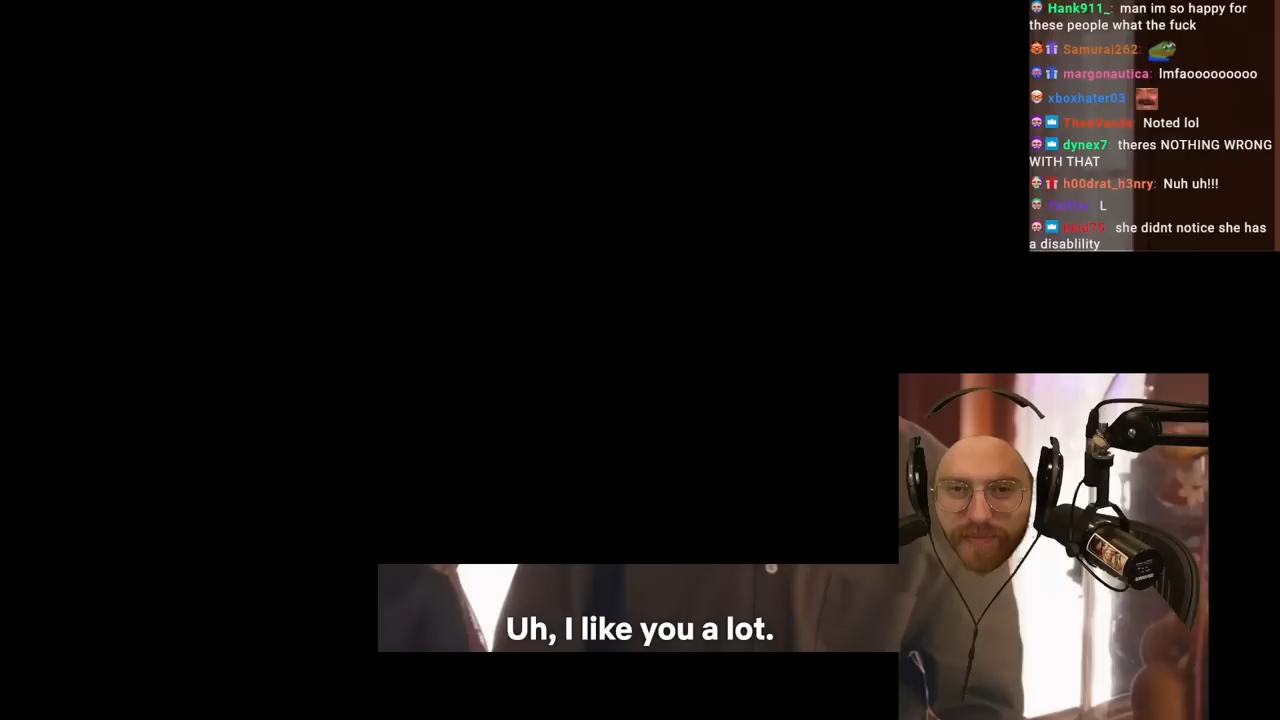 Hank911_: man im so happy for
these people what the fuck
Samural262:
margonautica: lmfaooooooooo
xboxhater03
Noted lol
dynex7: theres NOTHING WRONG
WITH THAT
h00drat_h3nry: Nuh uh!!!
L
she didnt notice she has
a disablility
Uh, I like you a lot.